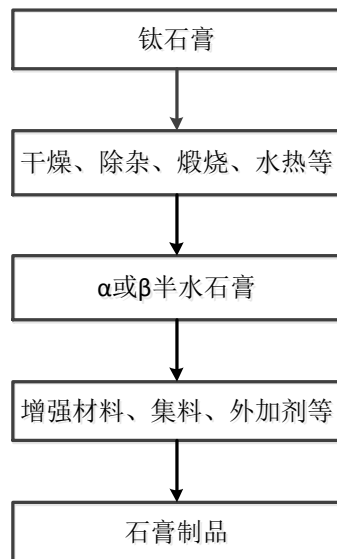 钛石膏
干燥、除杂、煅烧、水热等
α或β半水石膏
增强材料、集料、外加剂等
石膏制品